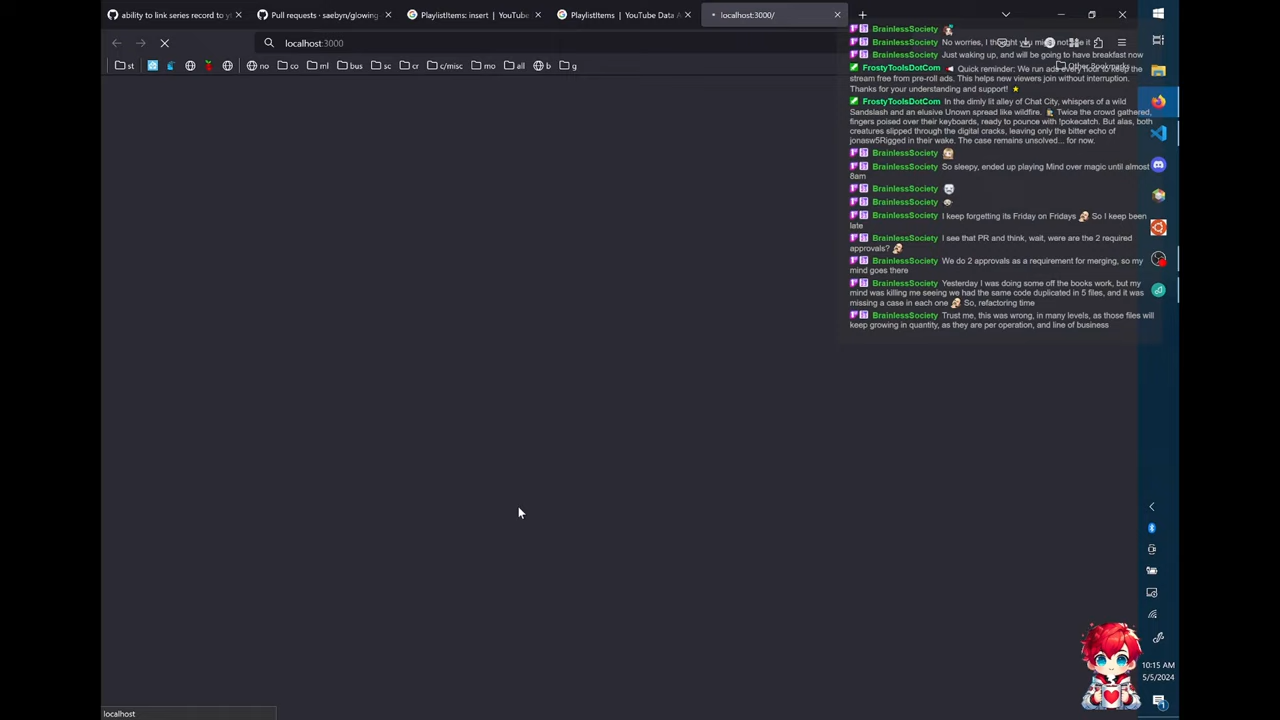 ability to link series record to y
Pull requests · saebyn/glowing
PlaylistItems: insert | YouTube
PlaylistItems | YouTube Data A
localhost:3000/
localhost:3000
st
no
co
ml
bus
sc
cr
c/misc
mo
all
b
g
Other Bookmarks
BrainlessSociety
BrainlessSociety No worries, I thought you might not see it
BrainlessSociety Just waking up, and will be going to have breakfast now
FrostyToolsDotCom Quick reminder: We run ads every hour to keep the
stream free from pre-roll ads. This helps new viewers join without interruption.
Thanks for your understanding and support!
FrostyToolsDotCom In the dimly lit alley of Chat City, whispers of a wild
Sandslash and an elusive Unown spread like wildfire. Twice the crowd gathered,
fingers poised over their keyboards, ready to pounce with !pokecatch. But alas, both
creatures slipped through the digital cracks, leaving only the bitter echo of
jonasw5Rigged in their wake. The case remains unsolved... for now.
BrainlessSociety
BrainlessSociety So sleepy, ended up playing Mind over magic until almost
8am
BrainlessSociety
BrainlessSociety
BrainlessSociety I keep forgetting its Friday on Fridays So I keep been
late
BrainlessSociety I see that PR and think, wait, were are the 2 required
approvals?
BrainlessSociety We do 2 approvals as a requirement for merging, so my
mind goes there
BrainlessSociety Yesterday I was doing some off the books work, but my
mind was killing me seeing we had the same code duplicated in 5 files, and it was
missing a case in each one So, refactoring time
BrainlessSociety Trust me, this was wrong, in many levels, as those files will
keep growing in quantity, as they are per operation, and line of business
10:15 AM
5/5/2024
localhost